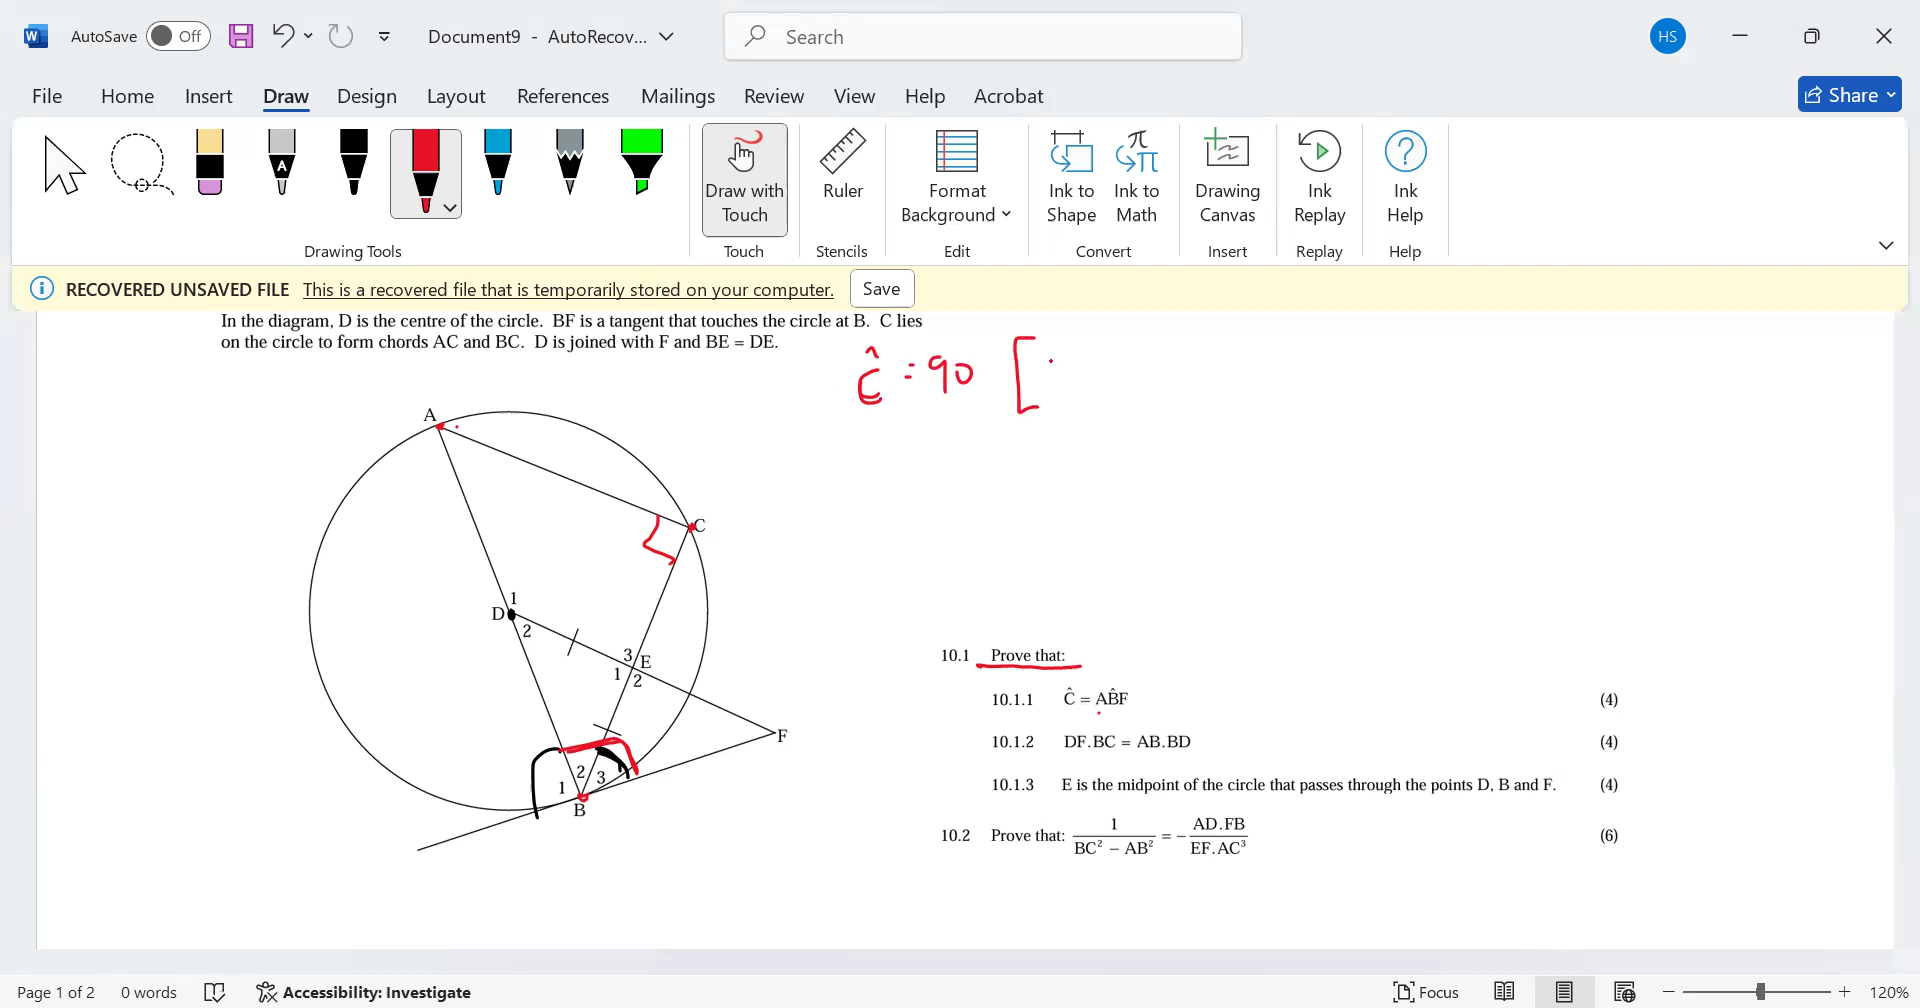 AutoSave Off Document9 - AutoRecov... Search HS
File Home Insert Draw Design Layout References Mailings Review View Help Acrobat Share
A
Draw with Touch
Ruler
Format Background
Ink to Shape
π
π
Ink to Math
Drawing Canvas
Ink Replay
?
Ink Help
Drawing Tools Touch Stencils Edit Convert Insert Replay Help
RECOVERED UNSAVED FILE This is a recovered file that is temporarily stored on your computer. Save
In the diagram, D is the centre of the circle. BF is a tangent that touches the circle at B. C lies
on the circle to form chords AC and BC. D is joined with F and BE = DE.
Ĉ = 90 [
A
C
1
D
2
3 E
1 2
F
2
1 3
B
10.1 Prove that:
10.1.1 Ĉ = AB̂F (4)
10.1.2 DF.BC = AB.BD (4)
10.1.3 E is the midpoint of the circle that passes through the points D, B and F. (4)
10.2 Prove that: 1/(BC² − AB²) = − AD.FB/(EF.AC³) (6)
Page 1 of 2 0 words Accessibility: Investigate Focus 120%